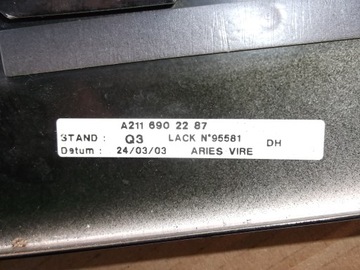 A211 690 22 87
STAND : Q3 LACK N°95581 DH
Datum : 24/03/03 ARIES VIRE